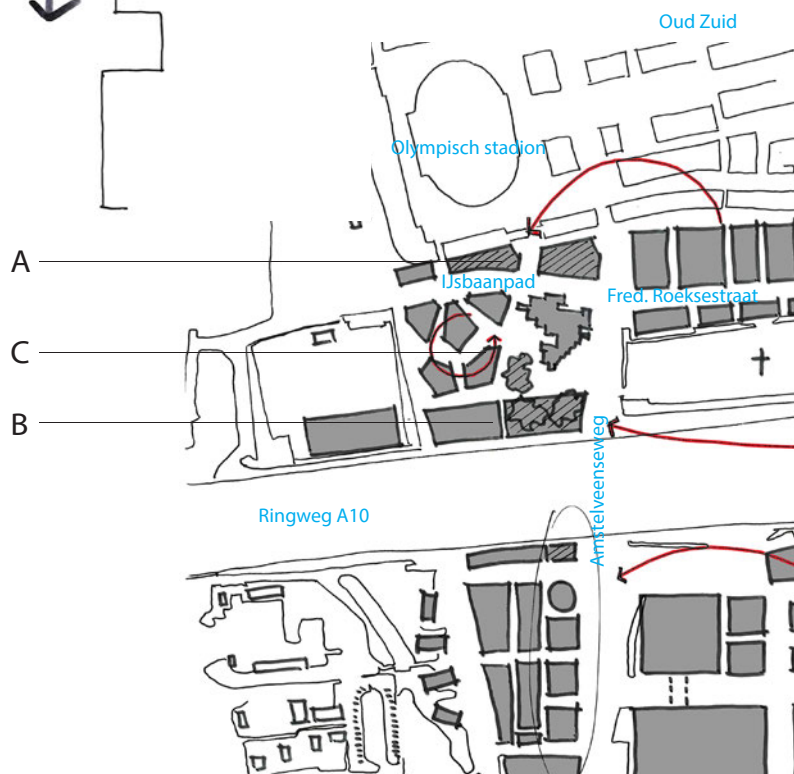 Oud Zuid
Olympisch stadion
A
IJsbaanpad
Fred. Roeksestraat
C
B
Amstelveenseweg
Ringweg A10